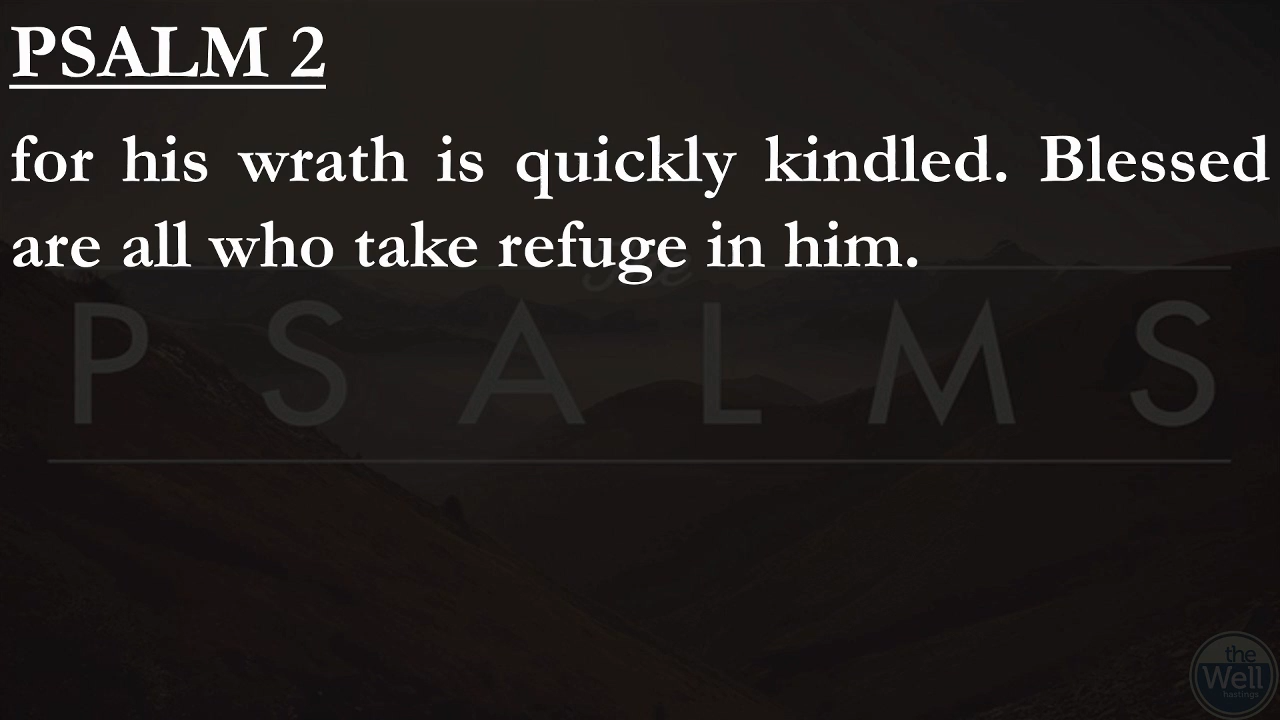 PSALM 2
for his wrath is quickly kindled. Blessed
are all who take refuge in him.
the
PSALMS
the
Well
hastings